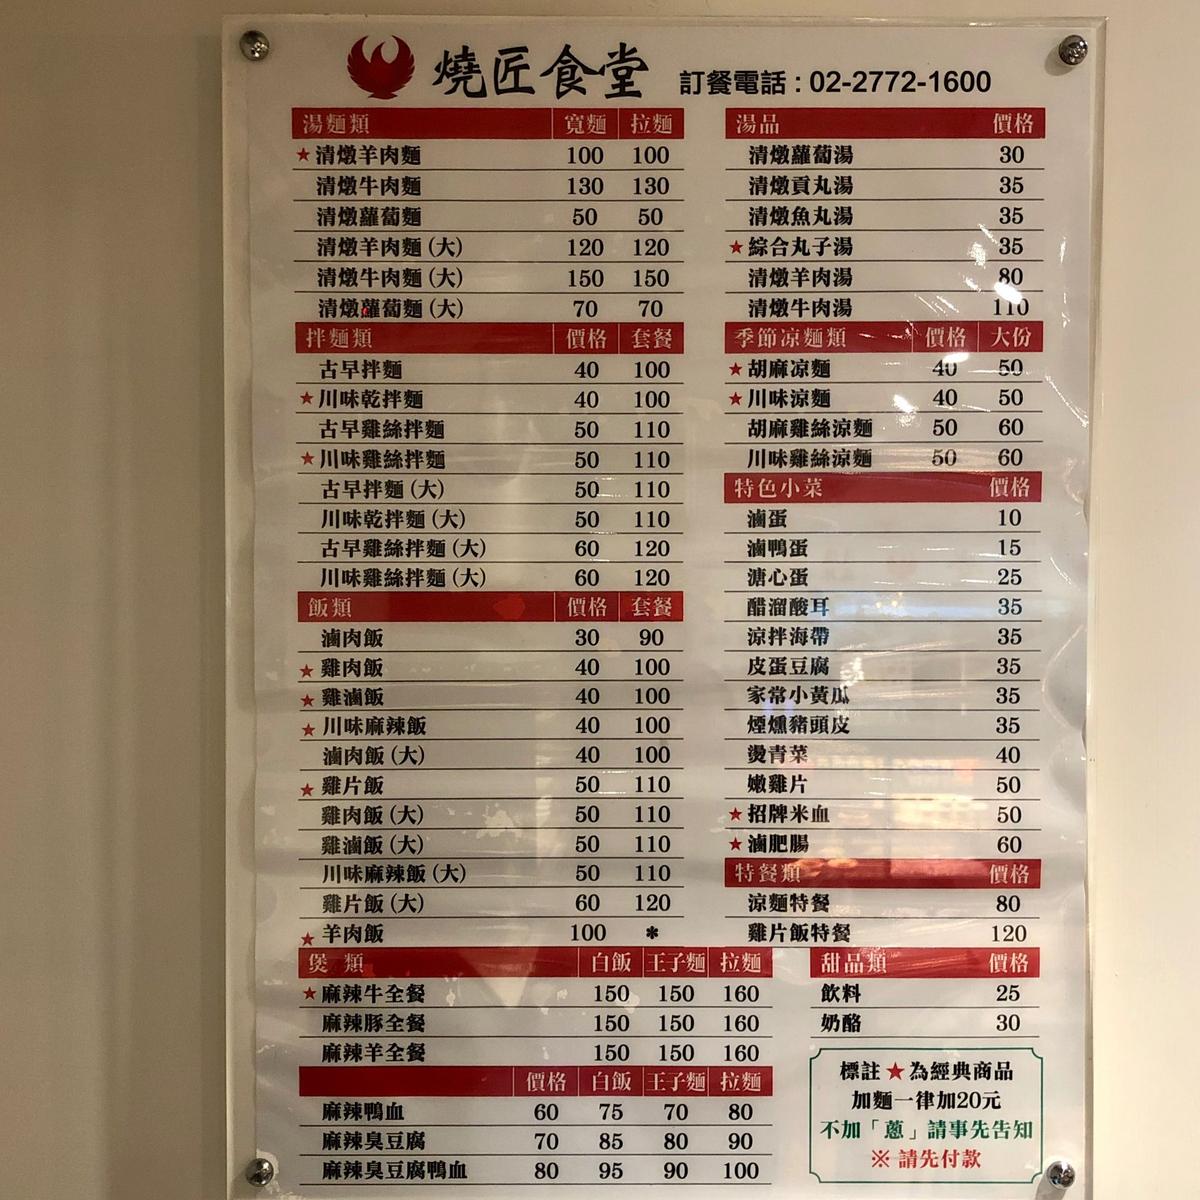 燒匠食堂 訂餐電話：02-2772-1600
湯麵類 寬麵 拉麵
★清燉羊肉麵 100 100
清燉牛肉麵 130 130
清燉蘿蔔麵 50 50
清燉羊肉麵(大) 120 120
清燉牛肉麵(大) 150 150
清燉蘿蔔麵(大) 70 70
拌麵類 價格 套餐
古早拌麵 40 100
★川味乾拌麵 40 100
古早雞絲拌麵 50 110
★川味雞絲拌麵 50 110
古早拌麵(大) 50 110
川味乾拌麵(大) 50 110
古早雞絲拌麵(大) 60 120
川味雞絲拌麵(大) 60 120
飯類 價格 套餐
滷肉飯 30 90
★雞肉飯 40 100
★雞滷飯 40 100
★川味麻辣飯 40 100
滷肉飯(大) 40 100
★雞片飯 50 110
雞肉飯(大) 50 110
雞滷飯(大) 50 110
川味麻辣飯(大) 50 110
雞片飯(大) 60 120
★羊肉飯 100 *
湯品 價格
清燉蘿蔔湯 30
清燉貢丸湯 35
清燉魚丸湯 35
★綜合丸子湯 35
清燉羊肉湯 80
清燉牛肉湯 110
季節涼麵類 價格 大份
★胡麻涼麵 40 50
★川味涼麵 40 50
胡麻雞絲涼麵 50 60
川味雞絲涼麵 50 60
特色小菜 價格
滷蛋 10
滷鴨蛋 15
溏心蛋 25
醋溜酸耳 35
涼拌海帶 35
皮蛋豆腐 35
家常小黃瓜 35
煙燻豬頭皮 35
燙青菜 40
嫩雞片 50
★招牌米血 50
★滷肥腸 60
特餐類 價格
涼麵特餐 80
雞片飯特餐 120
煲 類 白飯 王子麵 拉麵
★麻辣牛全餐 150 150 160
麻辣豚全餐 150 150 160
麻辣羊全餐 150 150 160
價格 白飯 王子麵 拉麵
麻辣鴨血 60 75 70 80
麻辣臭豆腐 70 85 80 90
麻辣臭豆腐鴨血 80 95 90 100
甜品類 價格
飲料 25
奶酪 30
標註★為經典商品
加麵一律加20元
不加「蔥」請事先告知
※ 請先付款